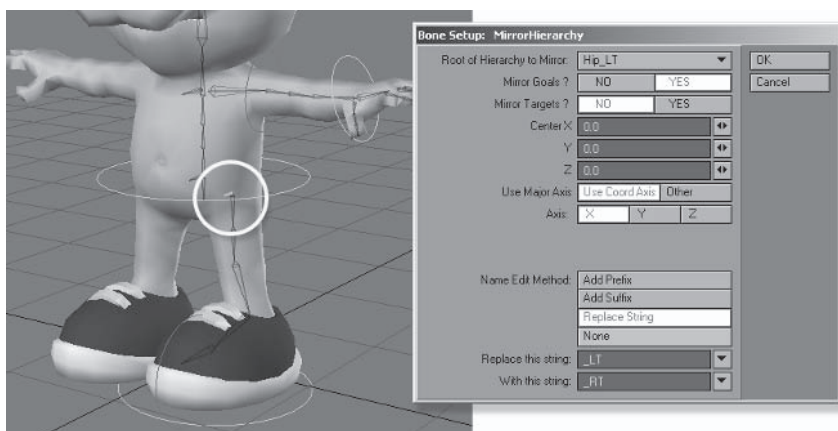 Bone Setup: MirrorHierarchy
Root of Hierarchy to Mirror: Hip_LT
OK
Mirror Goals ? NO YES
Cancel
Mirror Targets ? NO YES
Center X 0.0
Y 0.0
Z 0.0
Use Major Axis Use Coord Axis Other
Axis: X Y Z
Name Edit Method: Add Prefix
Add Suffix
Replace String
None
Replace this string: _LT
With this string: _RT